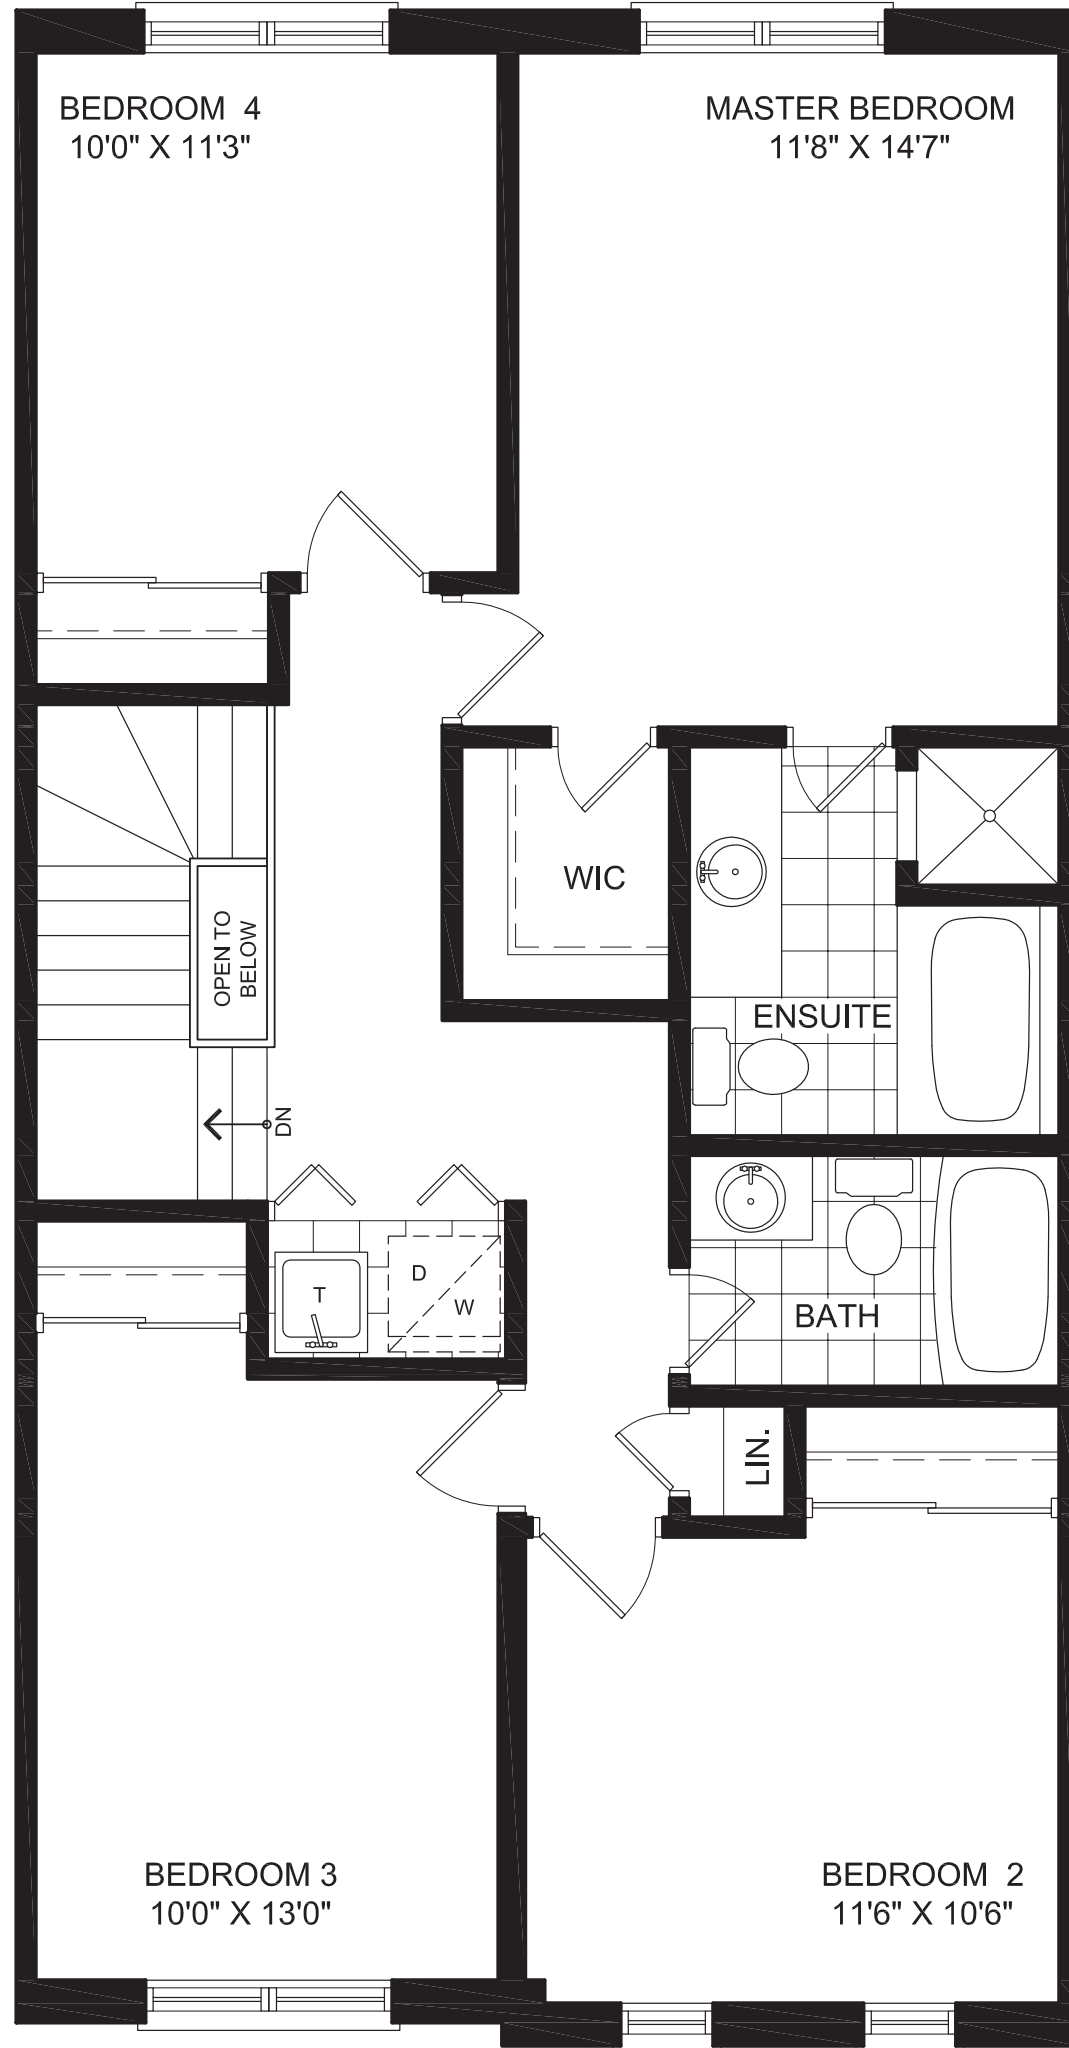 BEDROOM 4
10'0" X 11'3"
MASTER BEDROOM
11'8" X 14'7"
WIC
OPEN TO
BELOW
ENSUITE
DN
T
D
W
BATH
LIN.
BEDROOM 3
10'0" X 13'0"
BEDROOM 2
11'6" X 10'6"